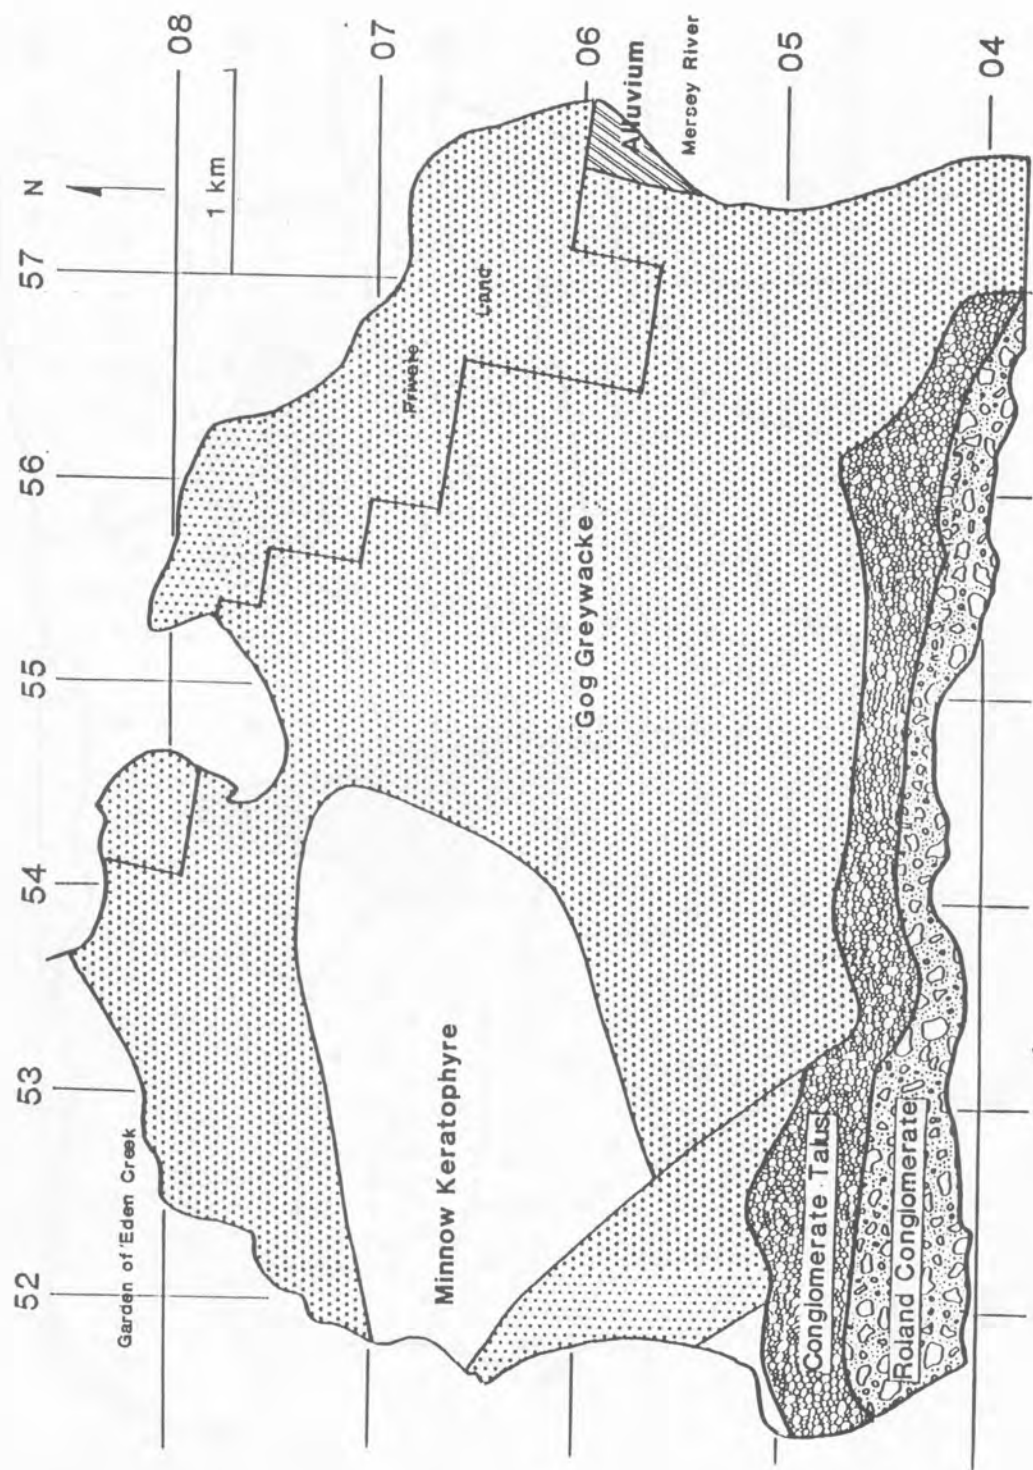 08
07
06
05
04
N
1 km
57
56
55
54
53
52
Alluvium
Mersey River
Private
Land
Gog Greywacke
Minnow Keratophyre
Garden of Eden Creek
Conglomerate Talus
Roland Conglomerate